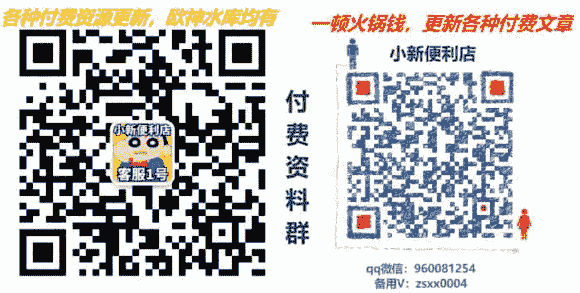 各种付费资源更新，欧神水库均有
小新便利店
客服1号
付费资料群
一顿火锅钱，更新各种付费文章
小新便利店
qq微信：960081254
备用V：zsxx0004